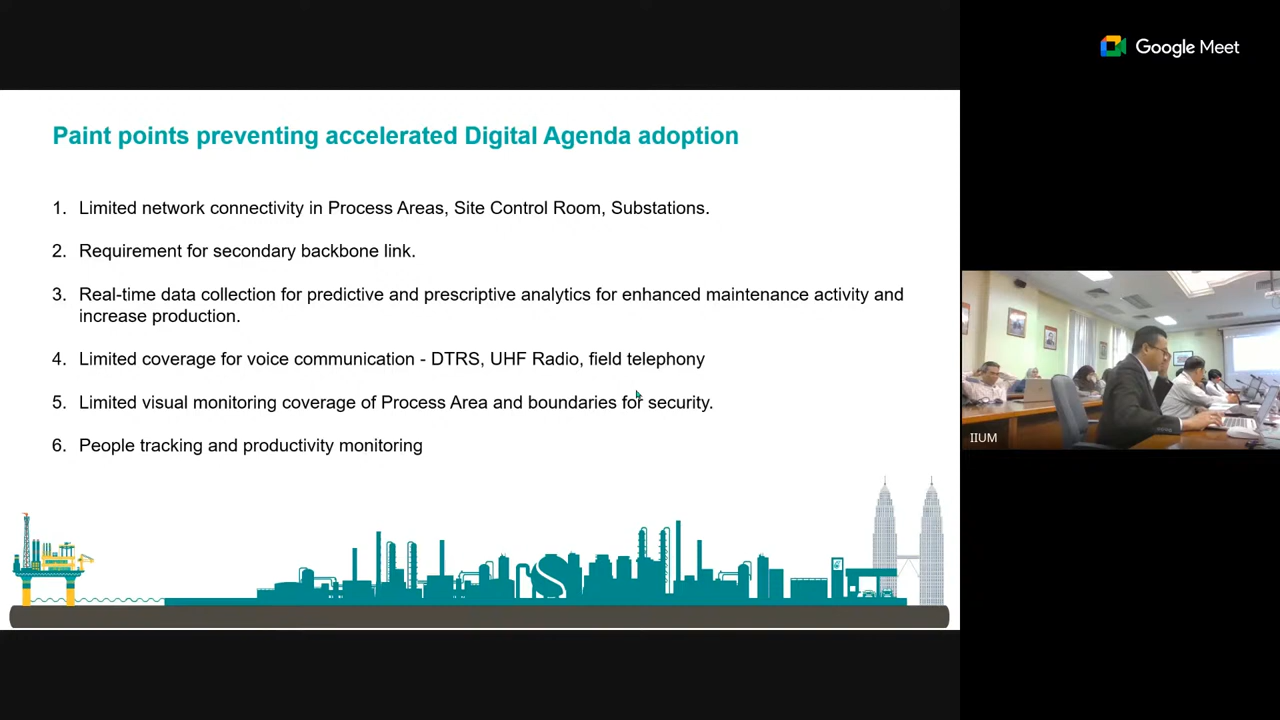 Google Meet
Paint points preventing accelerated Digital Agenda adoption
1. Limited network connectivity in Process Areas, Site Control Room, Substations.
2. Requirement for secondary backbone link.
3. Real-time data collection for predictive and prescriptive analytics for enhanced maintenance activity and
increase production.
4. Limited coverage for voice communication - DTRS, UHF Radio, field telephony
5. Limited visual monitoring coverage of Process Area and boundaries for security.
6. People tracking and productivity monitoring
IIUM